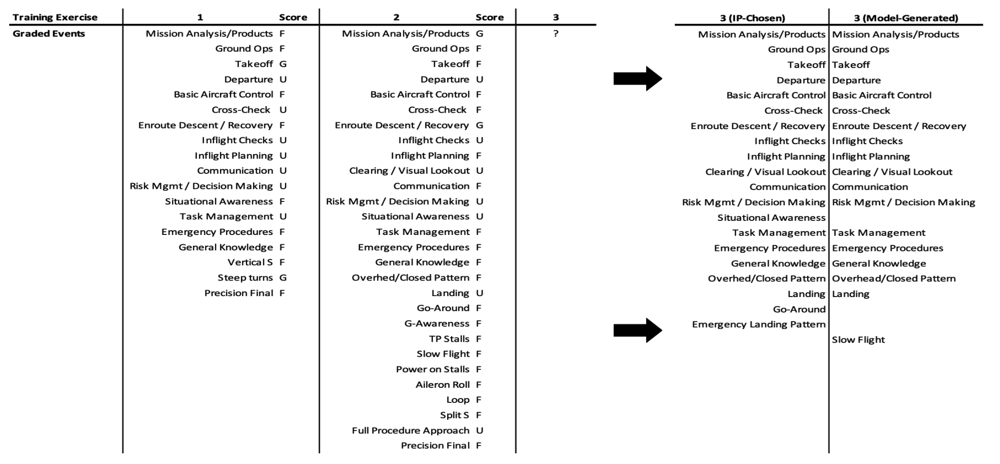 Training Exercise 1 Score 2 Score 3 3 (IP-Chosen) 3 (Model-Generated)
Graded Events Mission Analysis/Products F Mission Analysis/Products G ? Mission Analysis/Products Mission Analysis/Products
Ground Ops F Ground Ops F Ground Ops Ground Ops
Takeoff G Takeoff F Takeoff Takeoff
Departure U Departure U Departure Departure
Basic Aircraft Control F Basic Aircraft Control F Basic Aircraft Control Basic Aircraft Control
Cross-Check U Cross-Check F Cross-Check Cross-Check
Enroute Descent / Recovery F Enroute Descent / Recovery G Enroute Descent / Recovery Enroute Descent / Recovery
Inflight Checks U Inflight Checks U Inflight Checks Inflight Checks
Inflight Planning U Inflight Planning F Inflight Planning Inflight Planning
Communication U Clearing / Visual Lookout U Clearing / Visual Lookout Clearing / Visual Lookout
Risk Mgmt / Decision Making U Communication F Communication Communication
Situational Awareness F Risk Mgmt / Decision Making U Risk Mgmt / Decision Making Risk Mgmt / Decision Making
Task Management U Situational Awareness U Situational Awareness
Emergency Procedures F Task Management F Task Management Task Management
General Knowledge F Emergency Procedures F Emergency Procedures Emergency Procedures
Vertical S F General Knowledge F General Knowledge General Knowledge
Steep turns G Overhed/Closed Pattern F Overhed/Closed Pattern Overhead/Closed Pattern
Precision Final F Landing U Landing Landing
Go-Around F Go-Around
G-Awareness F Emergency Landing Pattern
TP Stalls F Slow Flight
Slow Flight F
Power on Stalls F
Aileron Roll F
Loop F
Split S F
Full Procedure Approach U
Precision Final F